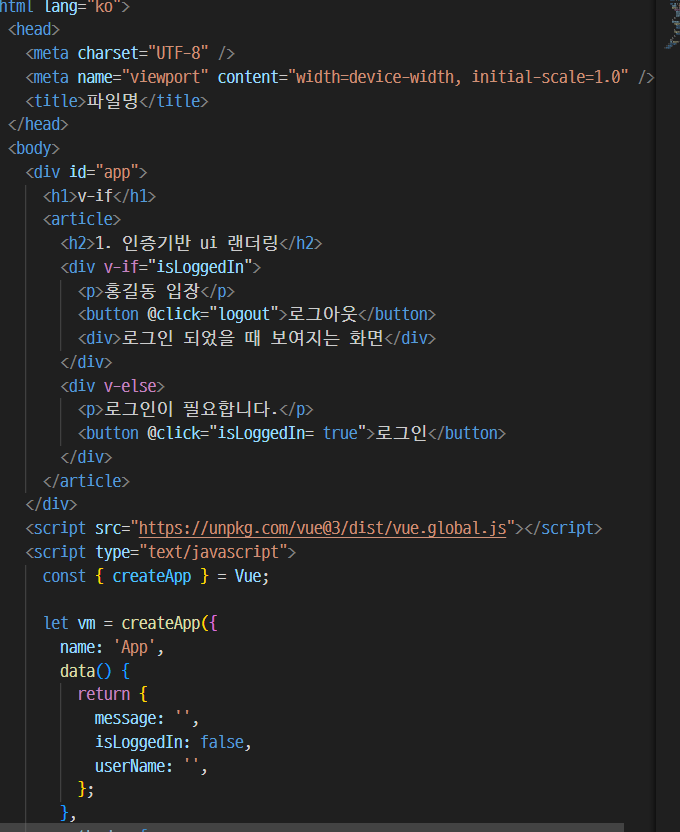 html lang="ko">
<head>
<meta charset="UTF-8" />
<meta name="viewport" content="width=device-width, initial-scale=1.0" />
<title>파일명</title>
</head>
<body>
<div id="app">
<h1>v-if</h1>
<article>
<h2>1. 인증기반 ui 랜더링</h2>
<div v-if="isLoggedIn">
<p>홍길동 입장</p>
<button @click="logout">로그아웃</button>
<div>로그인 되었을 때 보여지는 화면</div>
</div>
<div v-else>
<p>로그인이 필요합니다.</p>
<button @click="isLoggedIn= true">로그인</button>
</div>
</article>
</div>
<script src="https://unpkg.com/vue@3/dist/vue.global.js"></script>
<script type="text/javascript">
const { createApp } = Vue;
let vm = createApp({
name: 'App',
data() {
return {
message: '',
isLoggedIn: false,
userName: '',
};
},